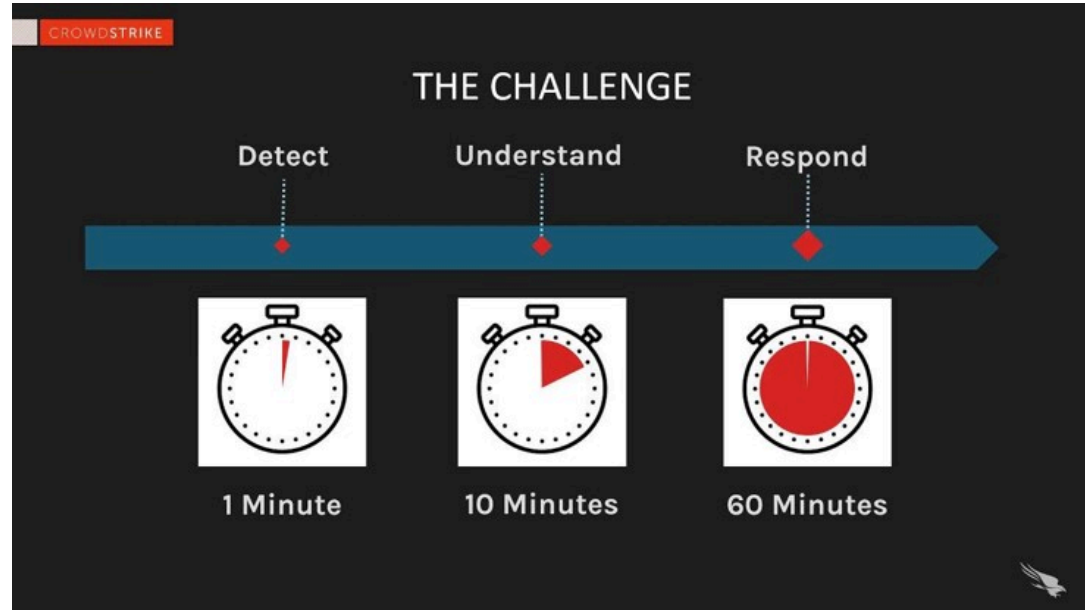 CROWDSTRIKE
THE CHALLENGE
Detect
Understand
Respond
1 Minute
10 Minutes
60 Minutes